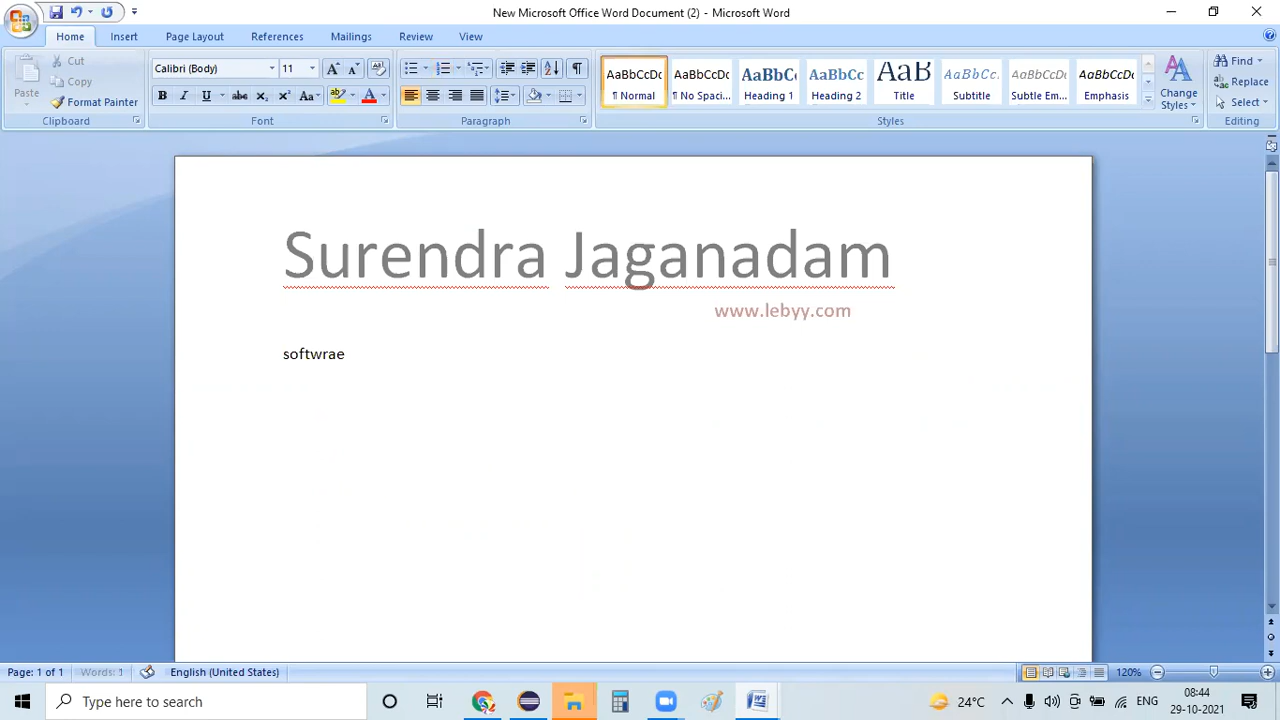 New Microsoft Office Word Document (2) - Microsoft Word
Home Insert Page Layout References Mailings Review View
Paste
Cut
Copy
Format Painter
Clipboard
Calibri (Body) 11
Font
Paragraph
AaBbCcDc AaBbCcDc AaBbC AaBbCc AaB AaBbCc. AaBbCcDc AaBbCcDc
¶ Normal ¶ No Spaci... Heading 1 Heading 2 Title Subtitle Subtle Em... Emphasis
Change Styles
Styles
Find
Replace
Select
Editing
Surendra Jaganadam
www.lebyy.com
softwrae
Page: 1 of 1 Words: 1 English (United States) 120%
Type here to search
24°C ENG 08:44
29-10-2021